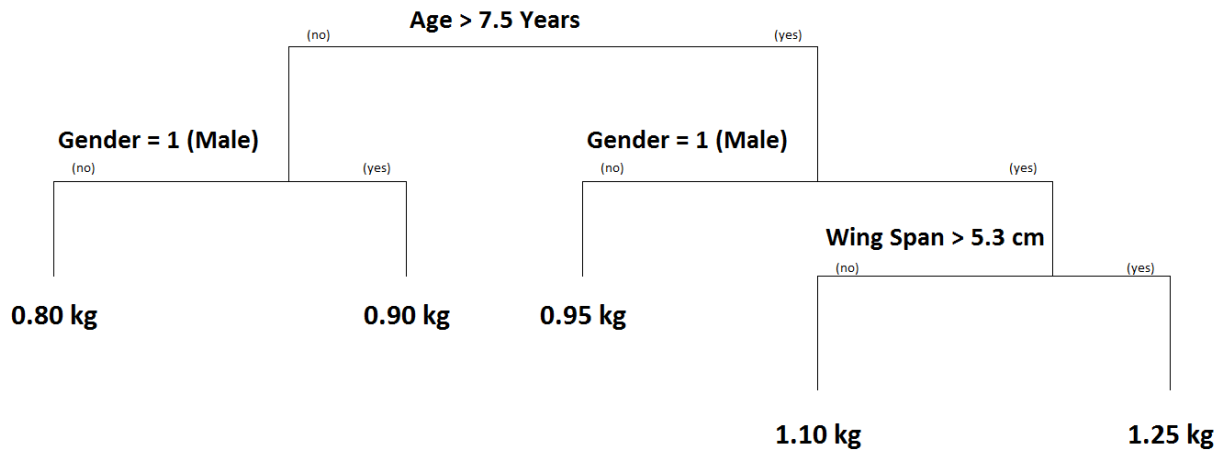 Age > 7.5 Years
(no)
(yes)
Gender = 1 (Male)
Gender = 1 (Male)
(no)
(yes)
(no)
(yes)
Wing Span > 5.3 cm
(no)
(yes)
0.80 kg
0.90 kg
0.95 kg
1.10 kg
1.25 kg